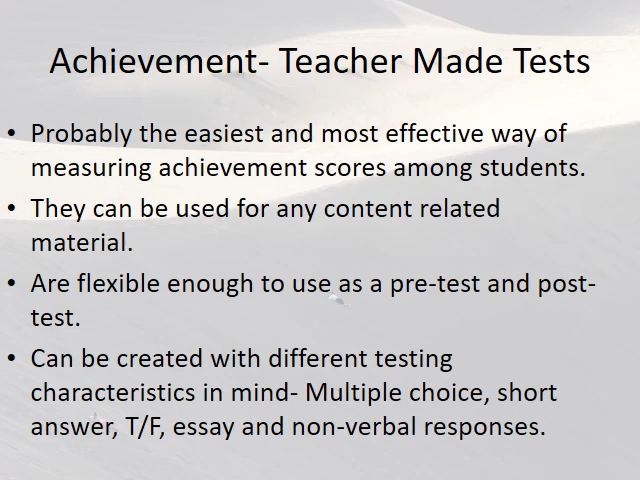 Achievement- Teacher Made Tests
• Probably the easiest and most effective way of
measuring achievement scores among students.
• They can be used for any content related
material.
• Are flexible enough to use as a pre-test and post-
test.
• Can be created with different testing
characteristics in mind- Multiple choice, short
answer, T/F, essay and non-verbal responses.